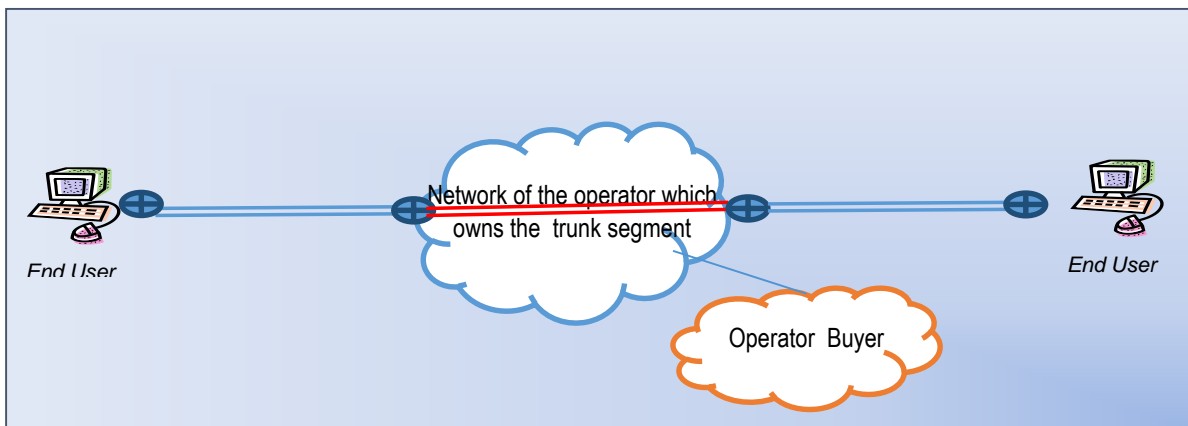 Network of the operator which
owns the trunk segment
End User
End User
Operator Buyer